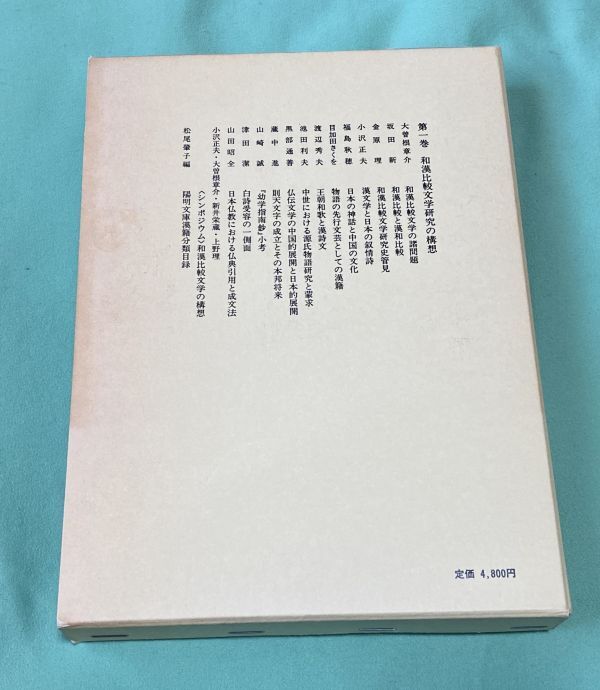 第一巻 和漢比較文学研究の構想
大曽根章介 和漢比較文学の諸問題
坂田 新 和漢比較と漢和比較
金原 理 和漢比較文学研究史管見
小沢正夫 漢文学と日本の叙情詩
福島秋穂 日本の神話と中国の文化
目加田さくを 物語の先行文芸としての漢籍
渡辺秀夫 王朝和歌と漢詩文
池田利夫 中世における源氏物語研究と蒙求
黒部通善 仏伝文学の中国的展開と日本的展開
蔵中 進 則天文字の成立とその本邦将来
山崎 誠 『幼学指南鈔』小考
津田 潔 白詩受容の一側面
山田昭全 日本仏教における仏典引用と成文法
小沢正夫・大曽根章介・新井栄蔵・上野理
〈シンポジウム〉和漢比較文学の構想
松尾肇子編 陽明文庫漢籍分類目録
定価 4,800円